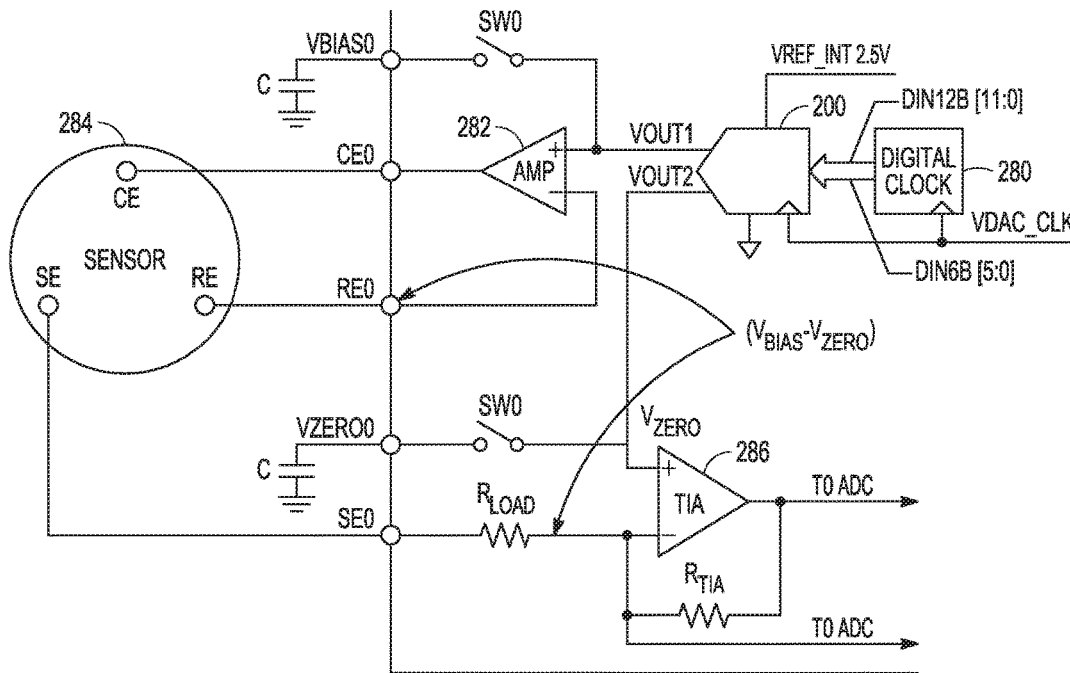 VBIAS0
SW0
VREF_INT 2.5V
C
200
DIN12B [11:0]
284
282
VOUT1
CE0
+
AMP
−
VOUT2
DIGITAL
CLOCK
280
CE
SENSOR
VDAC_CLK
SE
RE
RE0
DIN6B [5:0]
(VBIAS-VZERO)
VZERO0
SW0
VZERO
286
C
+
TIA
−
TO ADC
SE0
RLOAD
RTIA
TO ADC